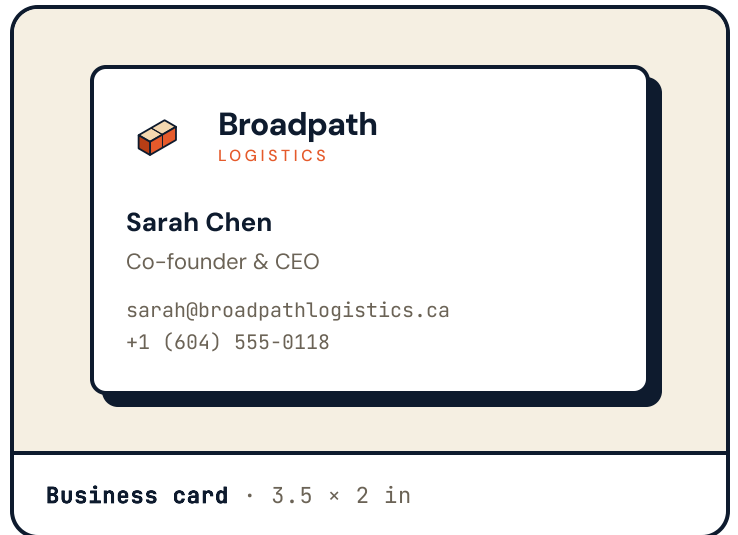 Broadpath
LOGISTICS
Sarah Chen
Co-founder & CEO
sarah@broadpathlogistics.ca
+1 (604) 555-0118
Business card · 3.5 × 2 in